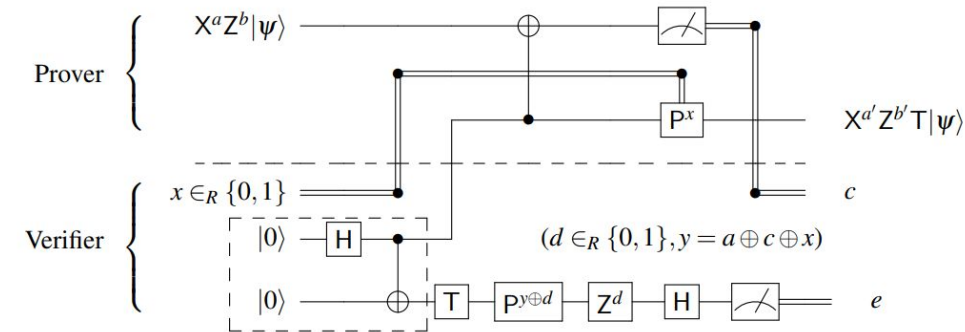 X^a Z^b|ψ⟩
Prover
P^x
X^{a′} Z^{b′} T|ψ⟩
x ∈_R {0, 1}
c
Verifier
|0⟩ H
(d ∈_R {0, 1}, y = a ⊕ c ⊕ x)
|0⟩ T P^{y⊕d} Z^d H e